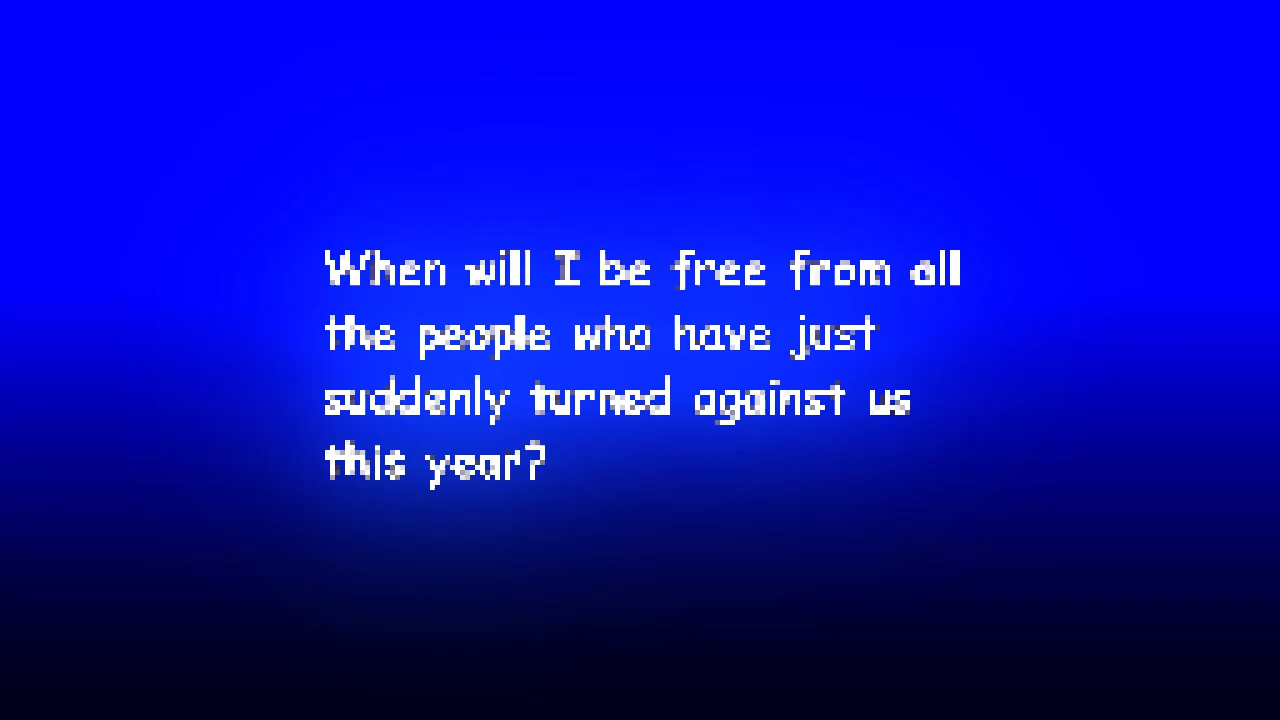 When will I be free from all
the people who have just
suddenly turned against us
this year?